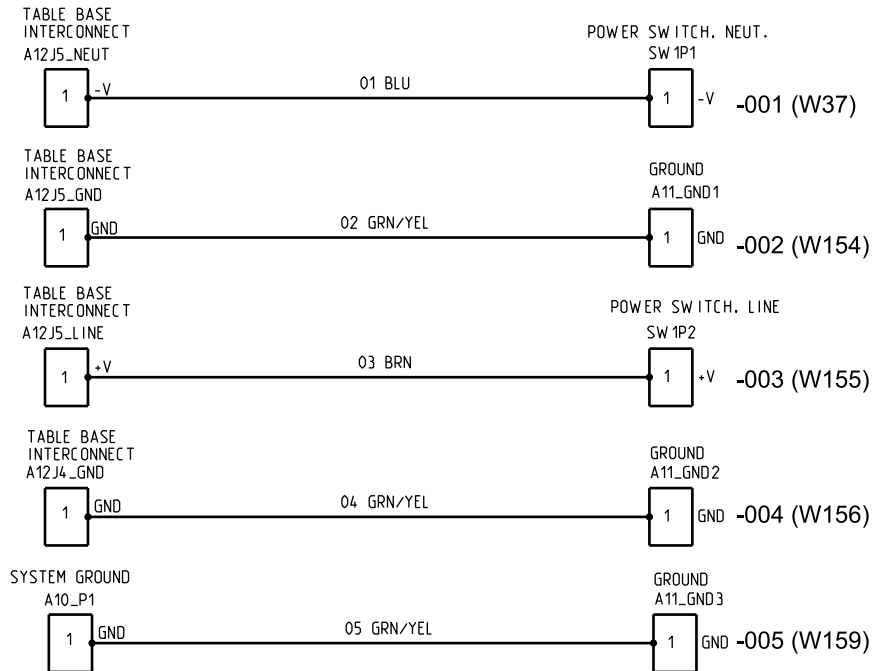 TABLE BASE
INTERCONNECT
A12J5_NEUT
1
-V
01 BLU
POWER SWITCH, NEUT.
SW1P1
1
-V
-001 (W37)
TABLE BASE
INTERCONNECT
A12J5_GND
1
GND
02 GRN/YEL
GROUND
A11_GND1
1
GND
-002 (W154)
TABLE BASE
INTERCONNECT
A12J5_LINE
1
+V
03 BRN
POWER SWITCH, LINE
SW1P2
1
+V
-003 (W155)
TABLE BASE
INTERCONNECT
A12J4_GND
1
GND
04 GRN/YEL
GROUND
A11_GND2
1
GND
-004 (W156)
SYSTEM GROUND
A10_P1
1
GND
05 GRN/YEL
GROUND
A11_GND3
1
GND
-005 (W159)